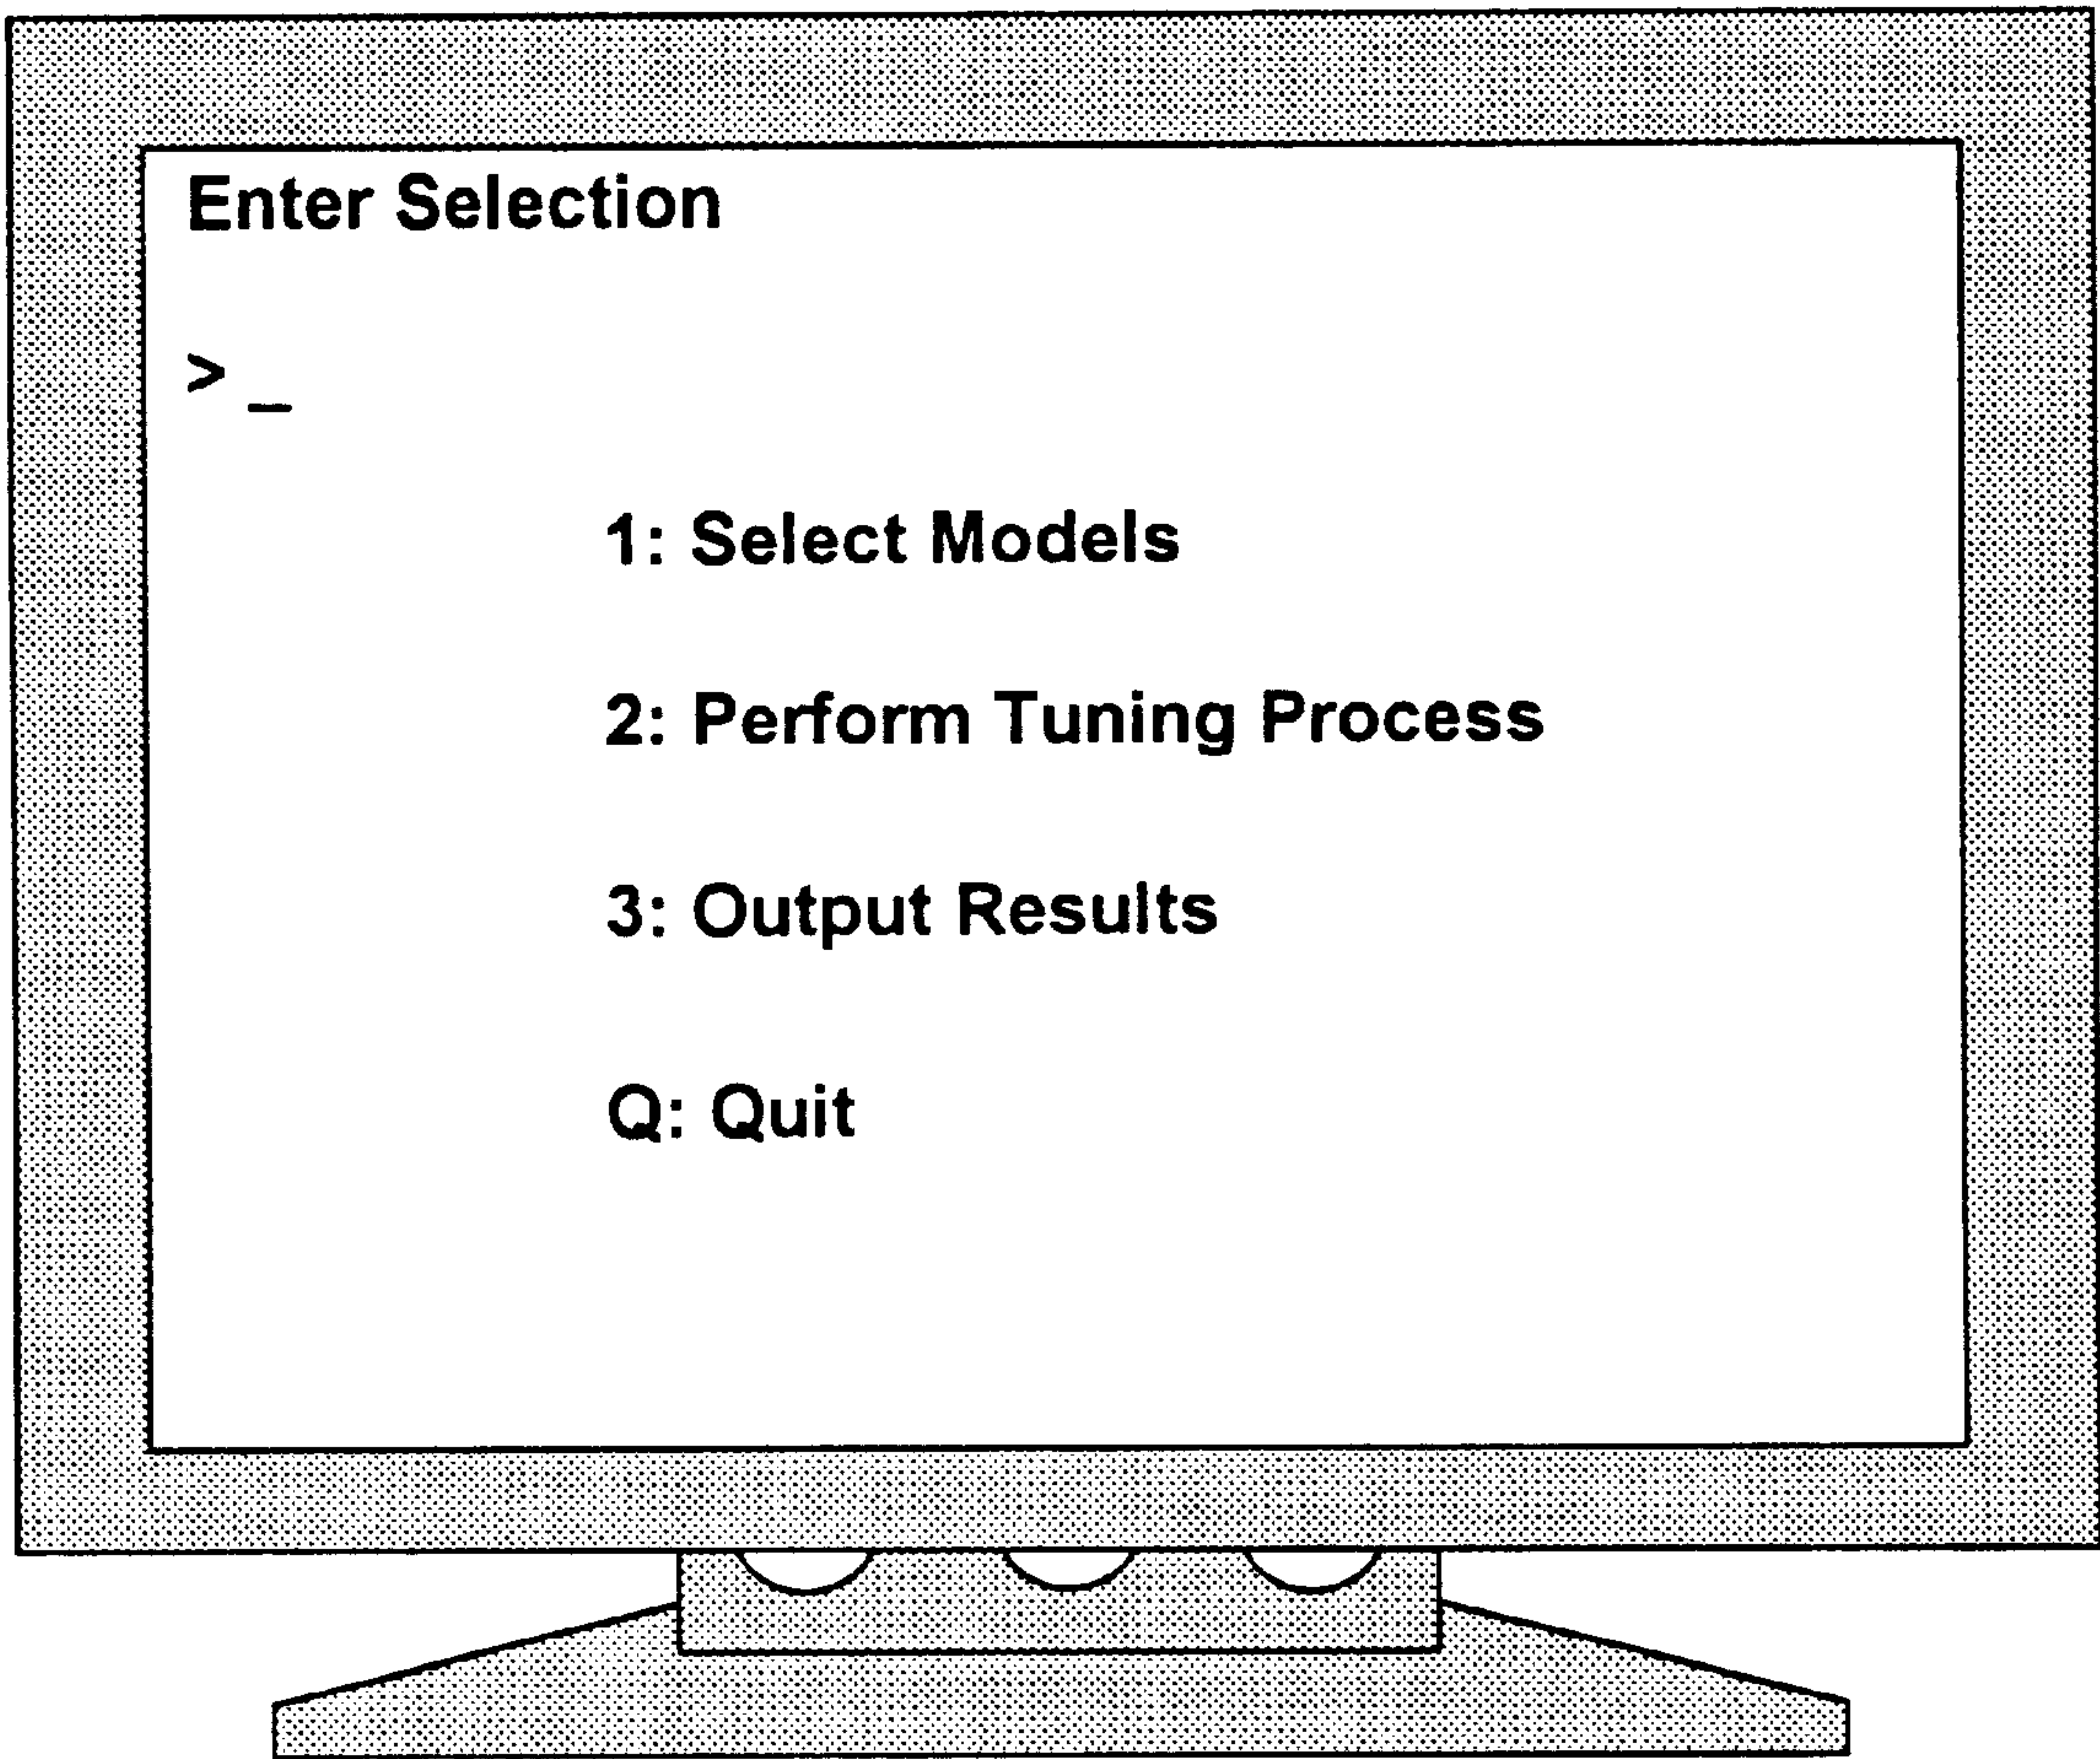 Enter Selection
> _
1: Select Models
2: Perform Tuning Process
3: Output Results
Q: Quit